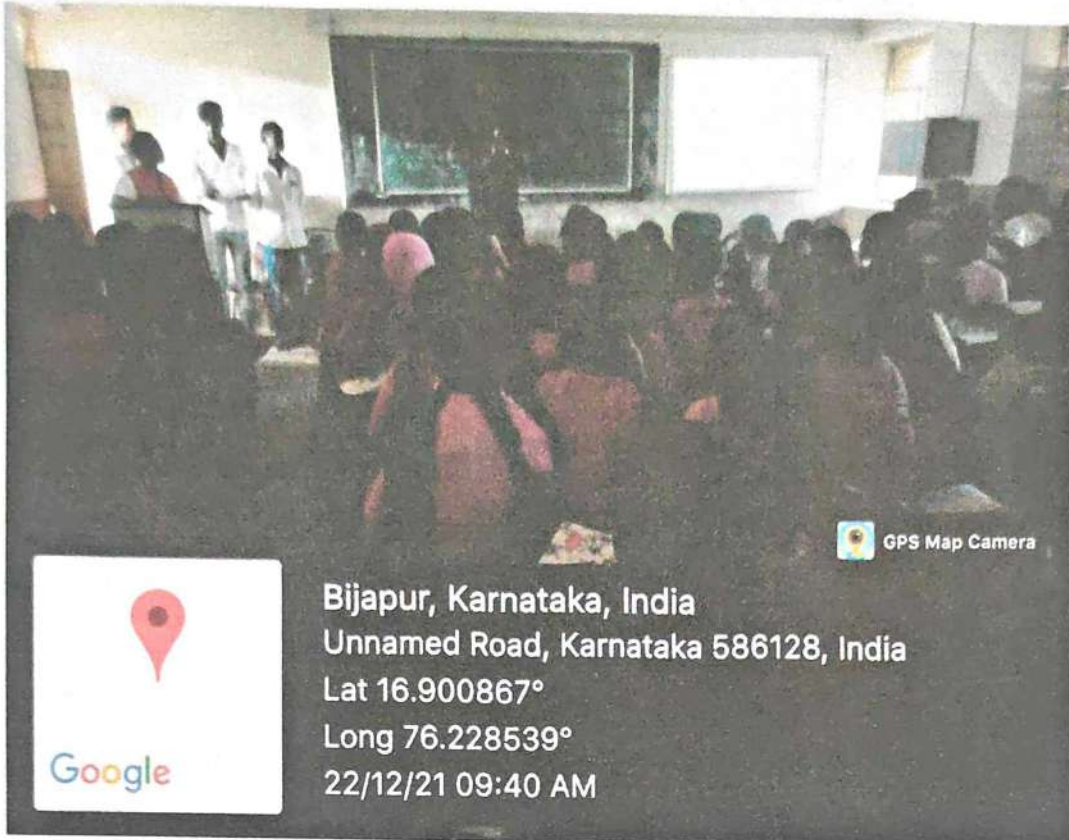 GPS Map Camera
Google
Bijapur, Karnataka, India
Unnamed Road, Karnataka 586128, India
Lat 16.900867°
Long 76.228539°
22/12/21 09:40 AM